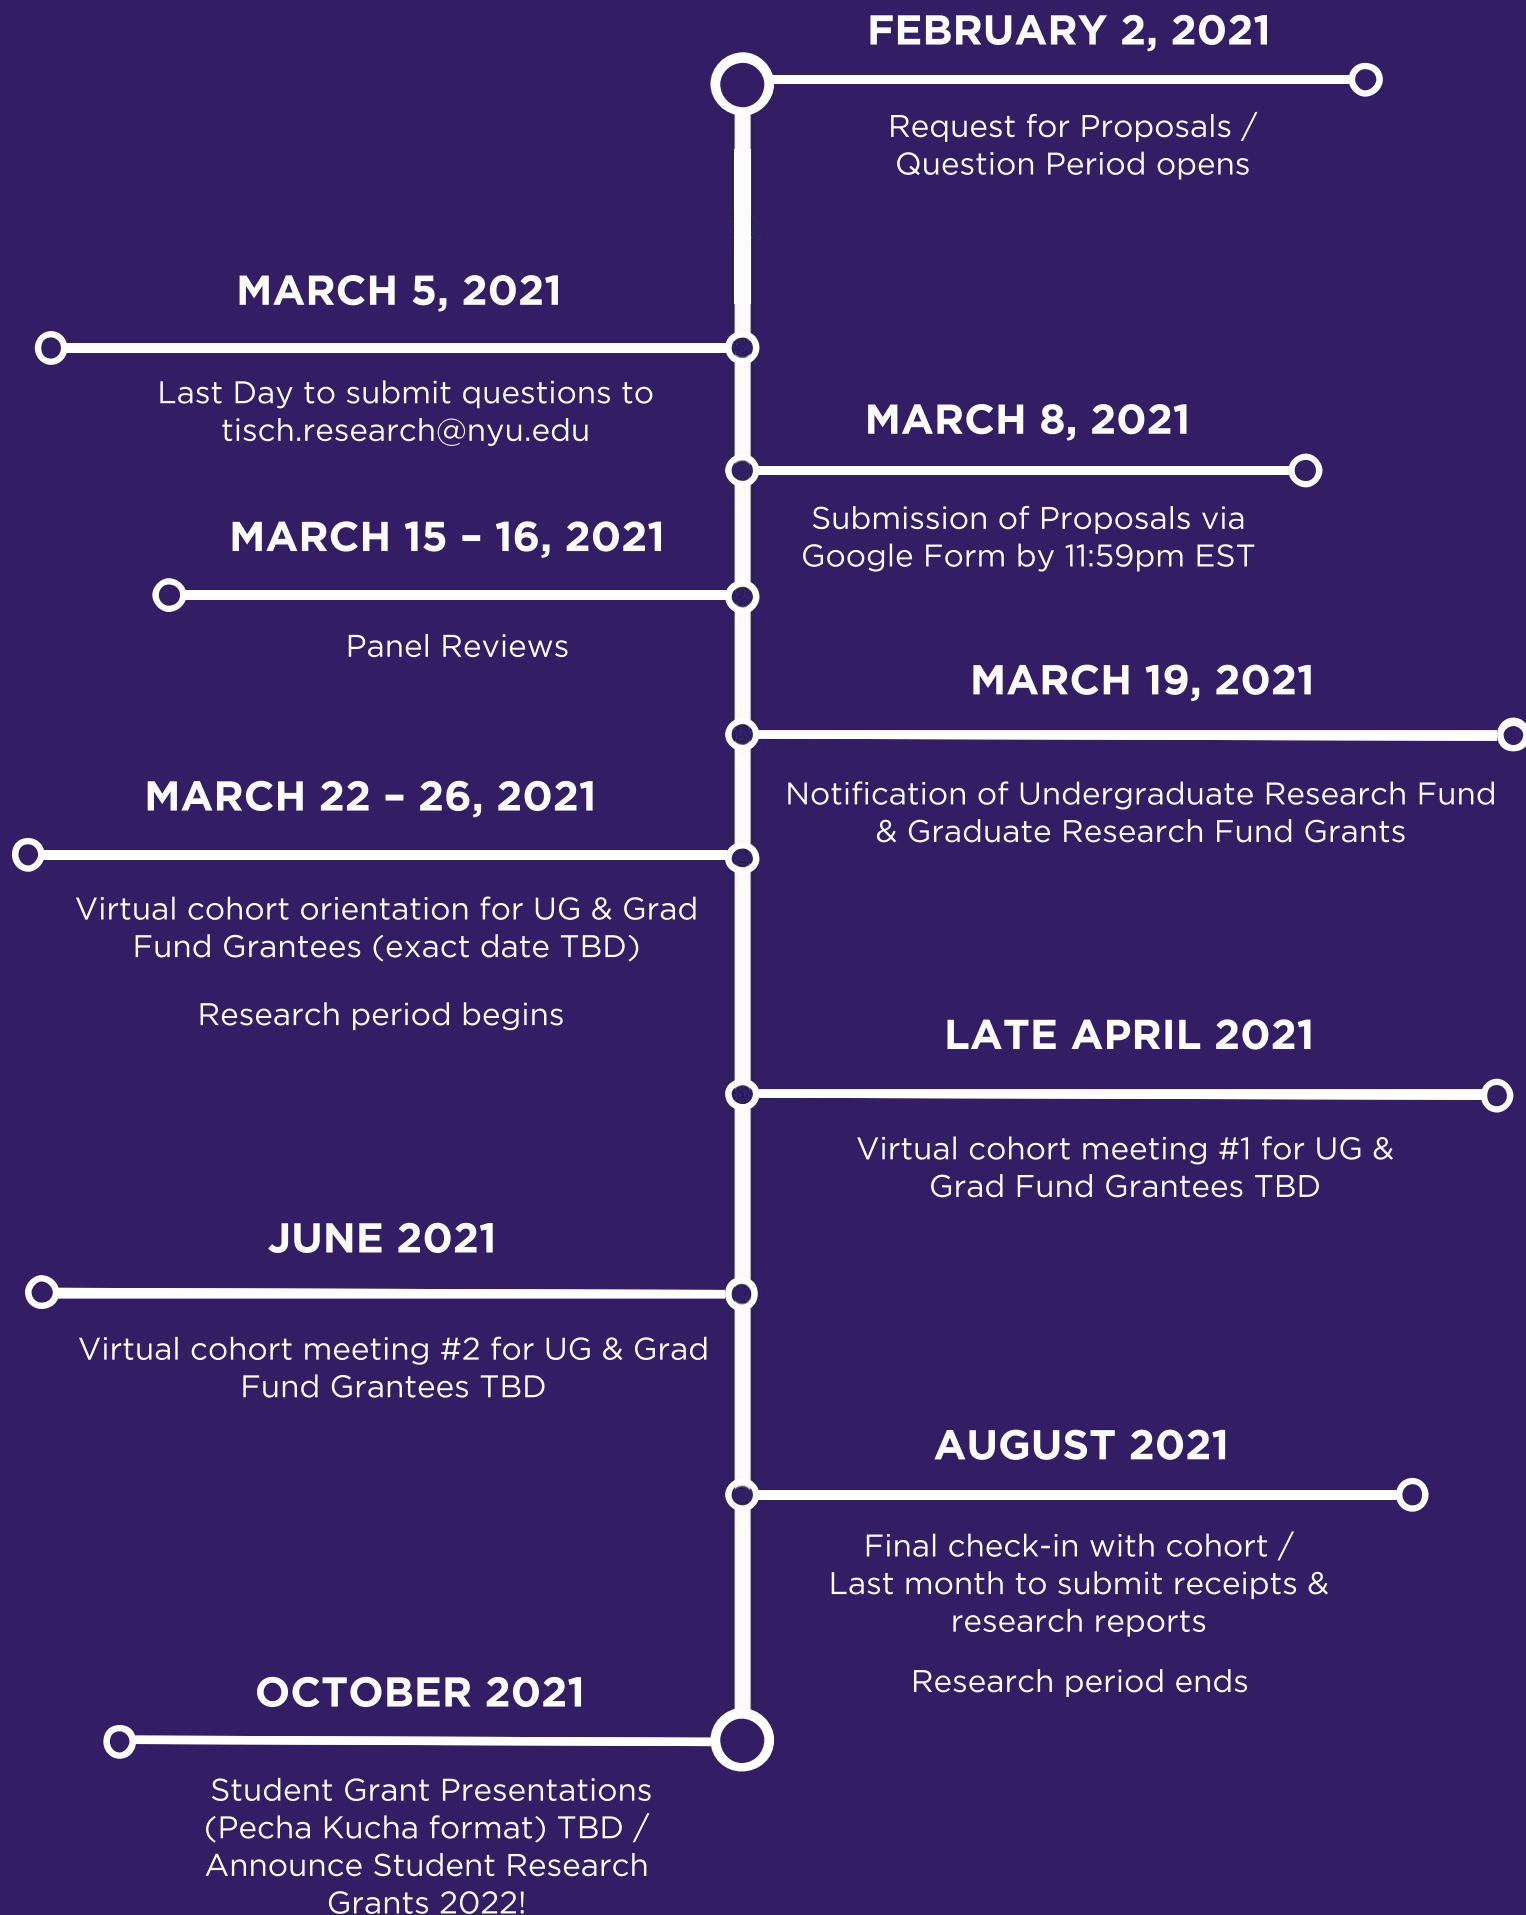 FEBRUARY 2, 2021
Request for Proposals /
Question Period opens
MARCH 5, 2021
Last Day to submit questions to
tisch.research@nyu.edu
MARCH 8, 2021
Submission of Proposals via
Google Form by 11:59pm EST
MARCH 15 – 16, 2021
Panel Reviews
MARCH 19, 2021
Notification of Undergraduate Research Fund
& Graduate Research Fund Grants
MARCH 22 – 26, 2021
Virtual cohort orientation for UG & Grad
Fund Grantees (exact date TBD)
Research period begins
LATE APRIL 2021
Virtual cohort meeting #1 for UG &
Grad Fund Grantees TBD
JUNE 2021
Virtual cohort meeting #2 for UG & Grad
Fund Grantees TBD
AUGUST 2021
Final check-in with cohort /
Last month to submit receipts &
research reports
Research period ends
OCTOBER 2021
Student Grant Presentations
(Pecha Kucha format) TBD /
Announce Student Research
Grants 2022!